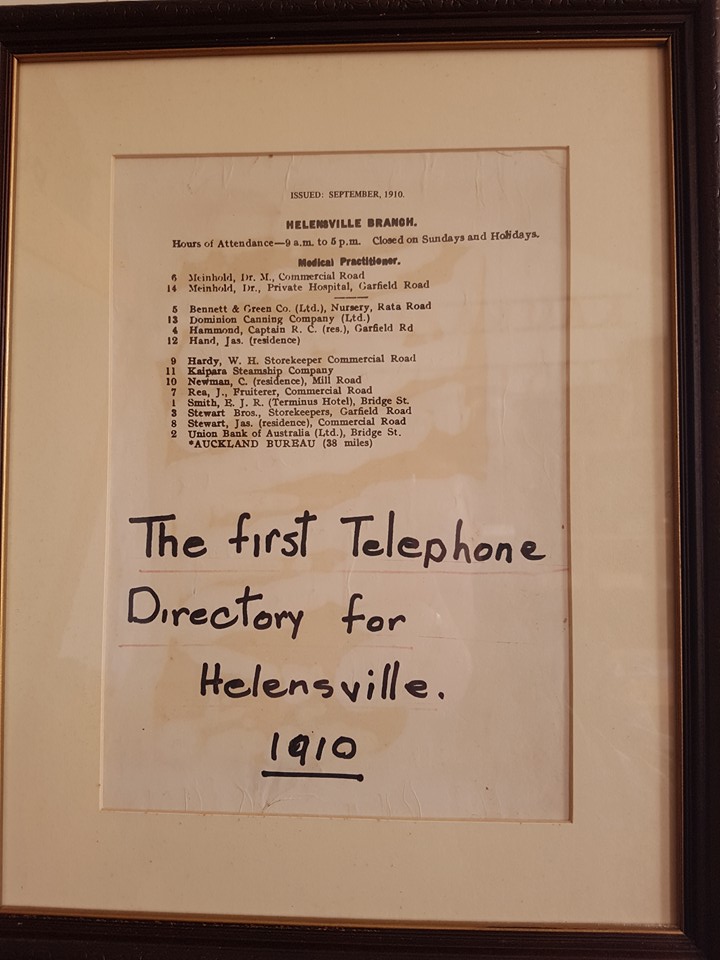 ISSUED: SEPTEMBER, 1910.
HELENSVILLE BRANCH.
Hours of Attendance—9 a.m. to 5 p.m. Closed on Sundays and Holidays.
Medical Practitioner.
6 Meinhold, Dr. M., Commercial Road
14 Meinhold, Dr., Private Hospital, Garfield Road
5 Bennett & Green Co. (Ltd.), Nursery, Rata Road
13 Dominion Canning Company (Ltd.)
4 Hammond, Captain R. C. (res.), Garfield Rd
12 Hand, Jas. (residence)
9 Hardy, W. H. Storekeeper Commercial Road
11 Kaipara Steamship Company
10 Newman, C. (residence), Mill Road
7 Rea, J., Fruiterer, Commercial Road
1 Smith, E. J. R. (Terminus Hotel), Bridge St.
3 Stewart Bros., Storekeepers, Garfield Road
8 Stewart, Jas. (residence), Commercial Road
2 Union Bank of Australia (Ltd.), Bridge St.
*AUCKLAND BUREAU (38 miles)
The first Telephone
Directory for
Helensville.
1910